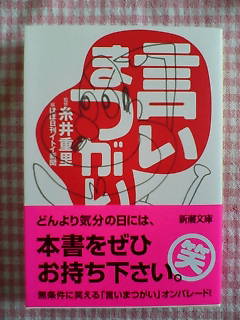 言い
まつがい
監修 糸井重里
ほぼ日刊イトイ新聞
新潮文庫
どんより気分の日には、
本書をぜひ
お持ち下さい。
笑
無条件に笑える「言いまつがい」オンパレード!